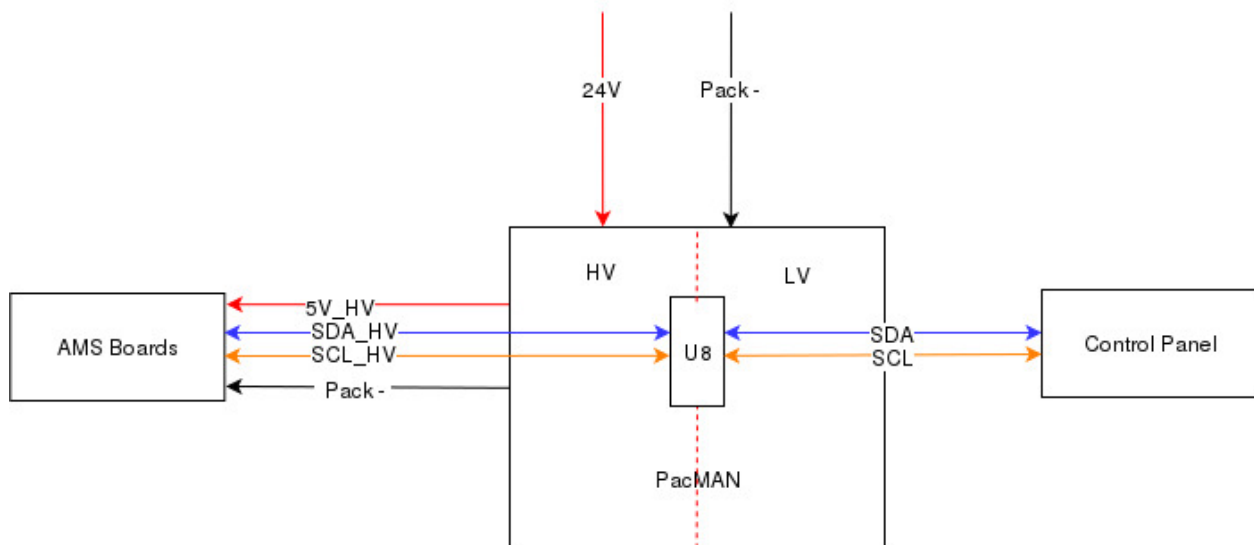 24V
Pack -
HV
LV
5V_HV
SDA_HV
SDA
AMS Boards
U8
Control Panel
SCL_HV
SCL
Pack -
PacMAN